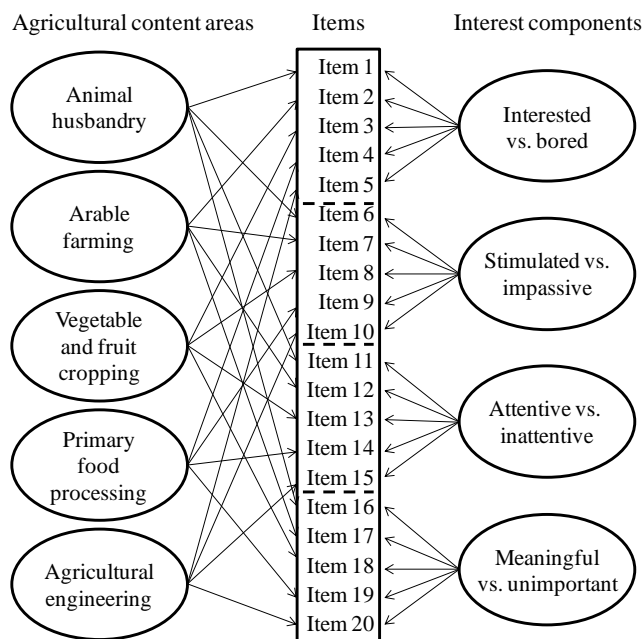 Agricultural content areas
Items
Interest components
Animal
husbandry
Arable
farming
Vegetable
and fruit
cropping
Primary
food
processing
Agricultural
engineering
Item 1
Item 2
Item 3
Item 4
Item 5
Item 6
Item 7
Item 8
Item 9
Item 10
Item 11
Item 12
Item 13
Item 14
Item 15
Item 16
Item 17
Item 18
Item 19
Item 20
Interested
vs. bored
Stimulated vs.
impassive
Attentive vs.
inattentive
Meaningful
vs. unimportant